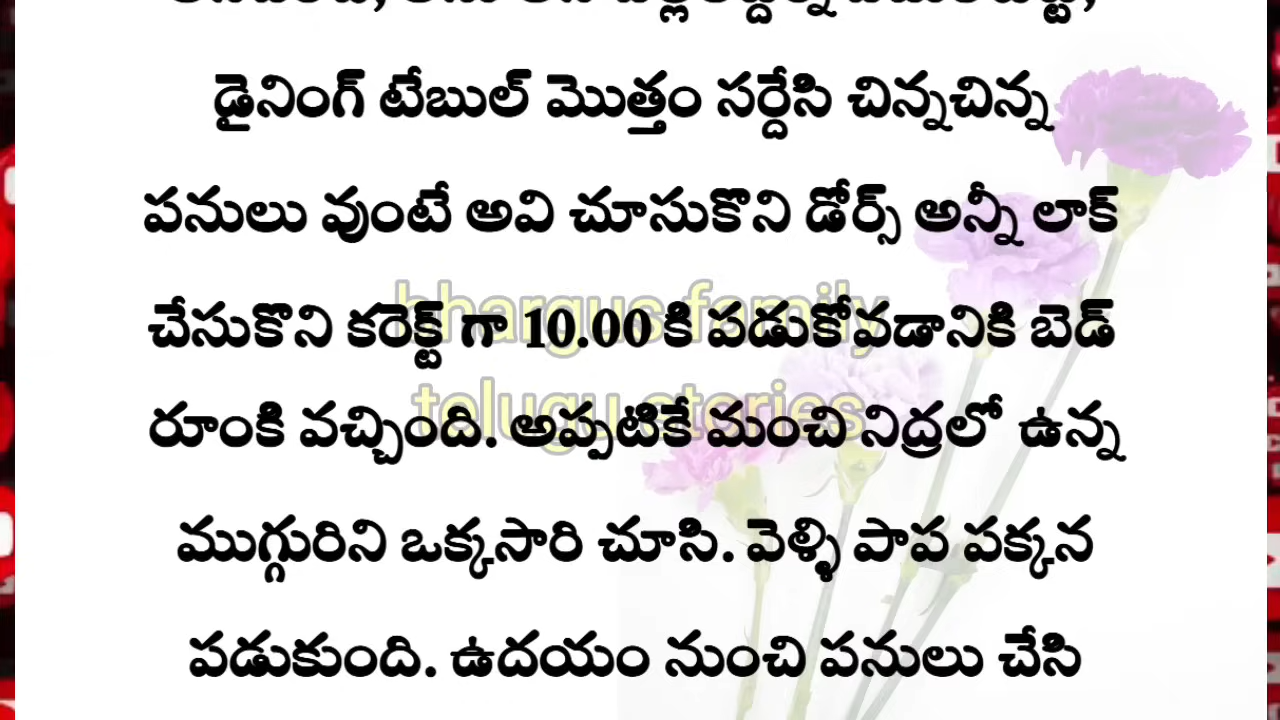 డైనింగ్ టేబుల్ మొత్తం సర్దేసి చిన్నచిన్న
పనులు వుంటే అవి చూసుకొని డోర్స్ అన్నీ లాక్
చేసుకొని కరెక్ట్ గా 10.00 కి పడుకోవడానికి బెడ్
bhargus family
రూంకి వచ్చింది. అప్పటికే మంచి నిద్రలో ఉన్న
telugu stories
ముగ్గురిని ఒక్కసారి చూసి. వెళ్ళి పాప పక్కన
పడుకుంది. ఉదయం నుంచి పనులు చేసి